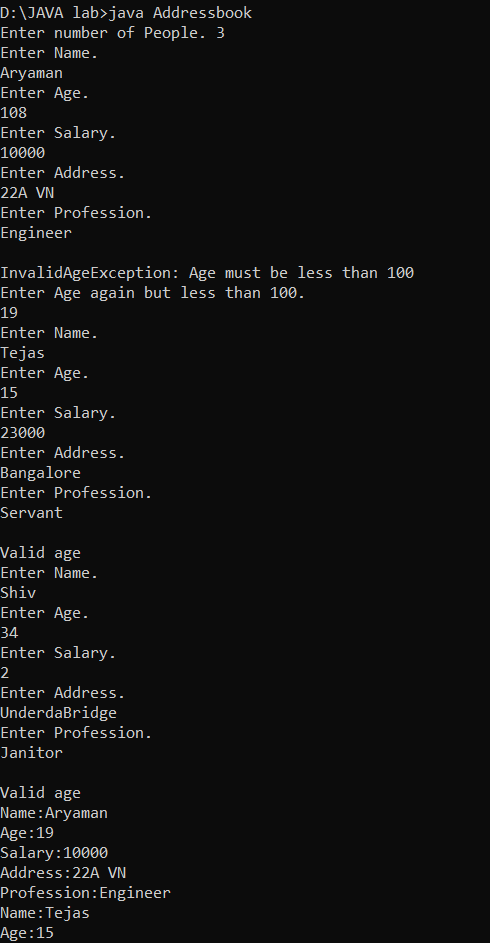 D:\JAVA lab>java Addressbook
Enter number of People. 3
Enter Name.
Aryaman
Enter Age.
108
Enter Salary.
10000
Enter Address.
22A VN
Enter Profession.
Engineer
InvalidAgeException: Age must be less than 100
Enter Age again but less than 100.
19
Enter Name.
Tejas
Enter Age.
15
Enter Salary.
23000
Enter Address.
Bangalore
Enter Profession.
Servant
Valid age
Enter Name.
Shiv
Enter Age.
34
Enter Salary.
2
Enter Address.
UnderdaBridge
Enter Profession.
Janitor
Valid age
Name:Aryaman
Age:19
Salary:10000
Address:22A VN
Profession:Engineer
Name:Tejas
Age:15